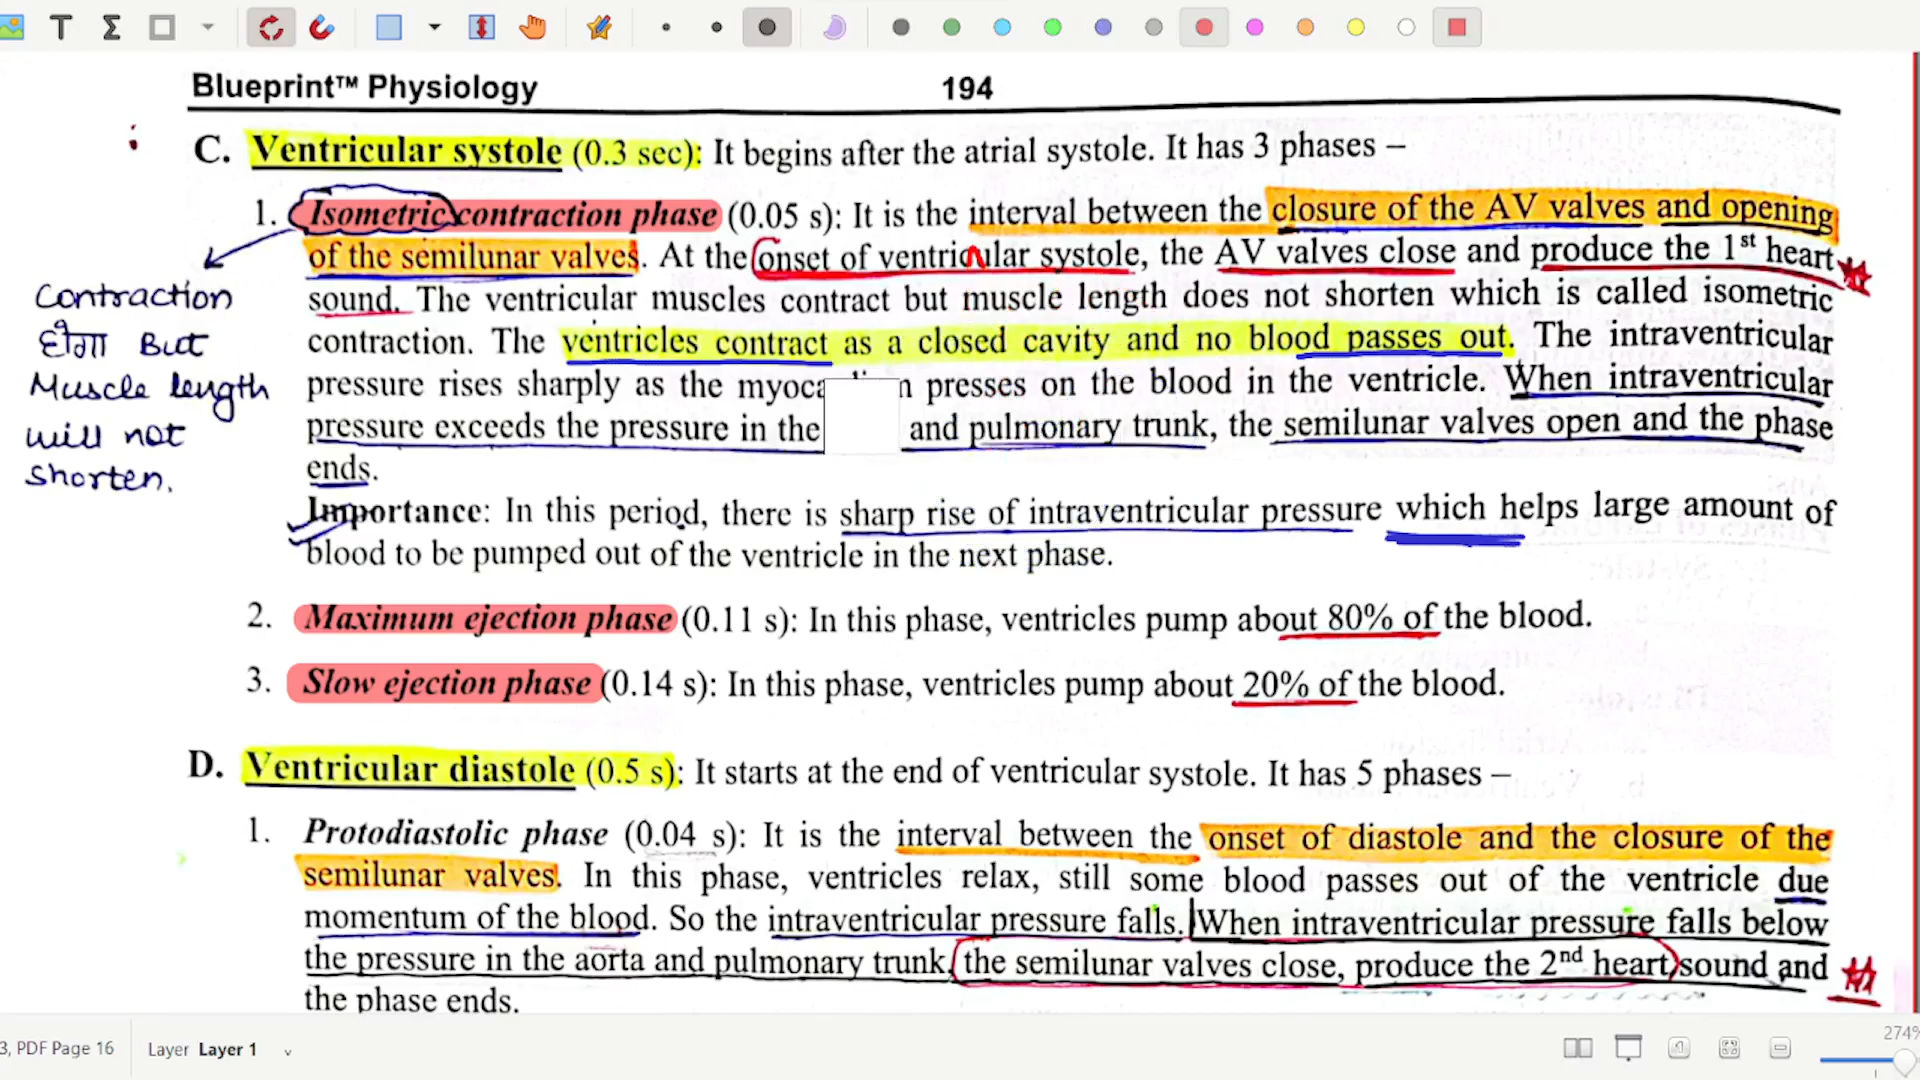 Blueprint™ Physiology 194
C. Ventricular systole (0.3 sec): It begins after the atrial systole. It has 3 phases –
1. Isometric contraction phase (0.05 s): It is the interval between the closure of the AV valves and opening
of the semilunar valves. At the onset of ventricular systole, the AV valves close and produce the 1st heart
sound. The ventricular muscles contract but muscle length does not shorten which is called isometric
contraction. The ventricles contract as a closed cavity and no blood passes out. The intraventricular
pressure rises sharply as the presses on the blood in the ventricle. When intraventricular
pressure exceeds the pressure in the and pulmonary trunk, the semilunar valves open and the phase
ends.
Importance: In this period, there is sharp rise of intraventricular pressure which helps large amount of
blood to be pumped out of the ventricle in the next phase.
2. Maximum ejection phase (0.11 s): In this phase, ventricles pump about 80% of the blood.
3. Slow ejection phase (0.14 s): In this phase, ventricles pump about 20% of the blood.
D. Ventricular diastole (0.5 s): It starts at the end of ventricular systole. It has 5 phases –
1. Protodiastolic phase (0.04 s): It is the interval between the onset of diastole and the closure of the
semilunar valves. In this phase, ventricles relax, still some blood passes out of the ventricle due
momentum of the blood. So the intraventricular pressure falls. When intraventricular pressure falls below
the pressure in the aorta and pulmonary trunk, the semilunar valves close, produce the 2nd heart sound and
the phase ends.
Contraction
होगा But
Muscle length
will not
shorten.
3, PDF Page 16 Layer Layer 1
274%